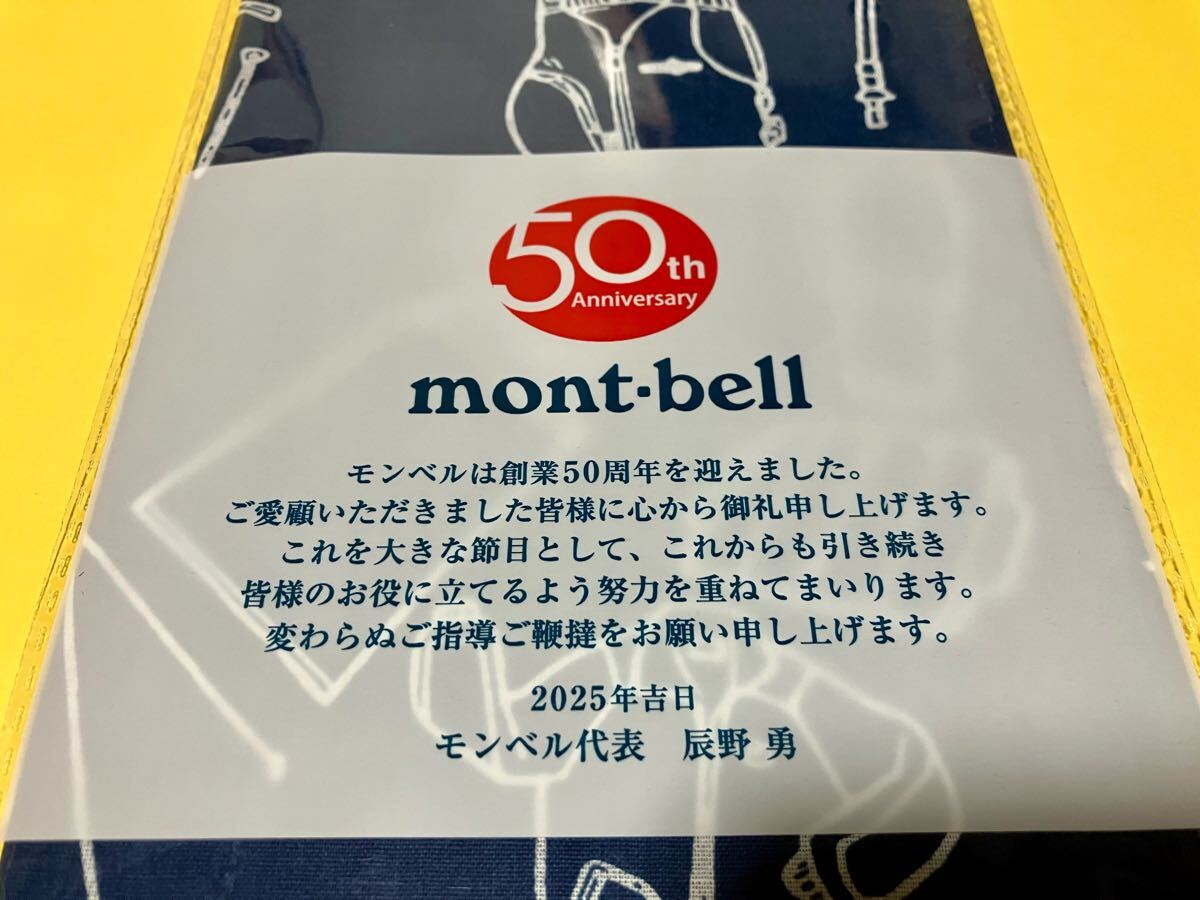 50th
Anniversary
mont-bell
モンベルは創業50周年を迎えました。
ご愛顧いただきました皆様に心から御礼申し上げます。
これを大きな節目として、これからも引き続き
皆様のお役に立てるよう努力を重ねてまいります。
変わらぬご指導ご鞭撻をお願い申し上げます。
2025年吉日
モンベル代表　辰野 勇